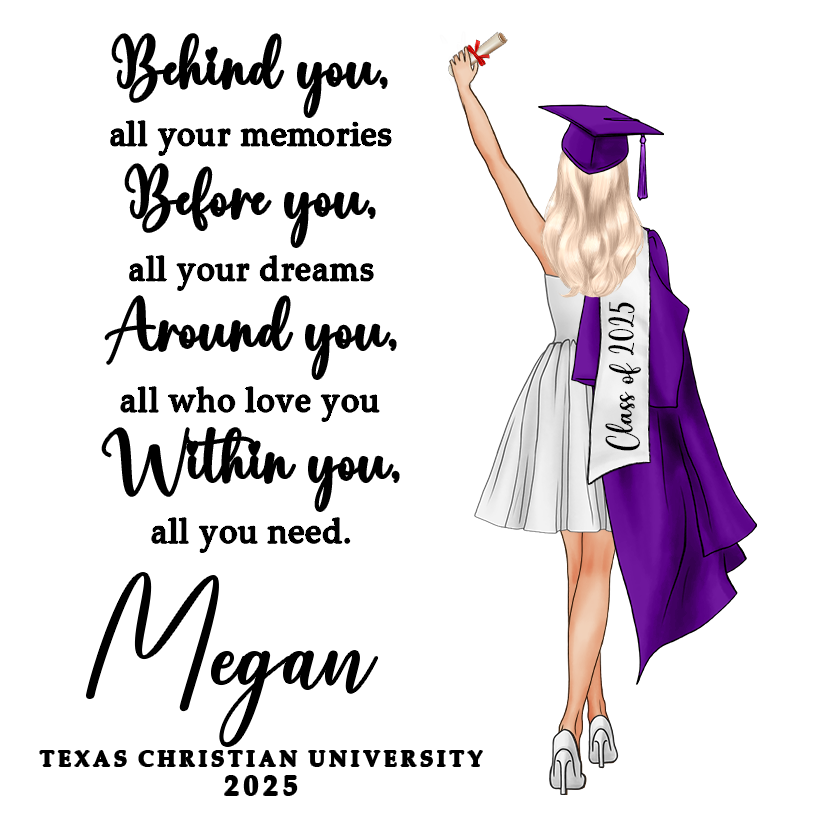 Behind you,
all your memories
Before you,
all your dreams
Around you,
all who love you
Within you,
all you need.
Megan
TEXAS CHRISTIAN UNIVERSITY
2025
Class of 2025